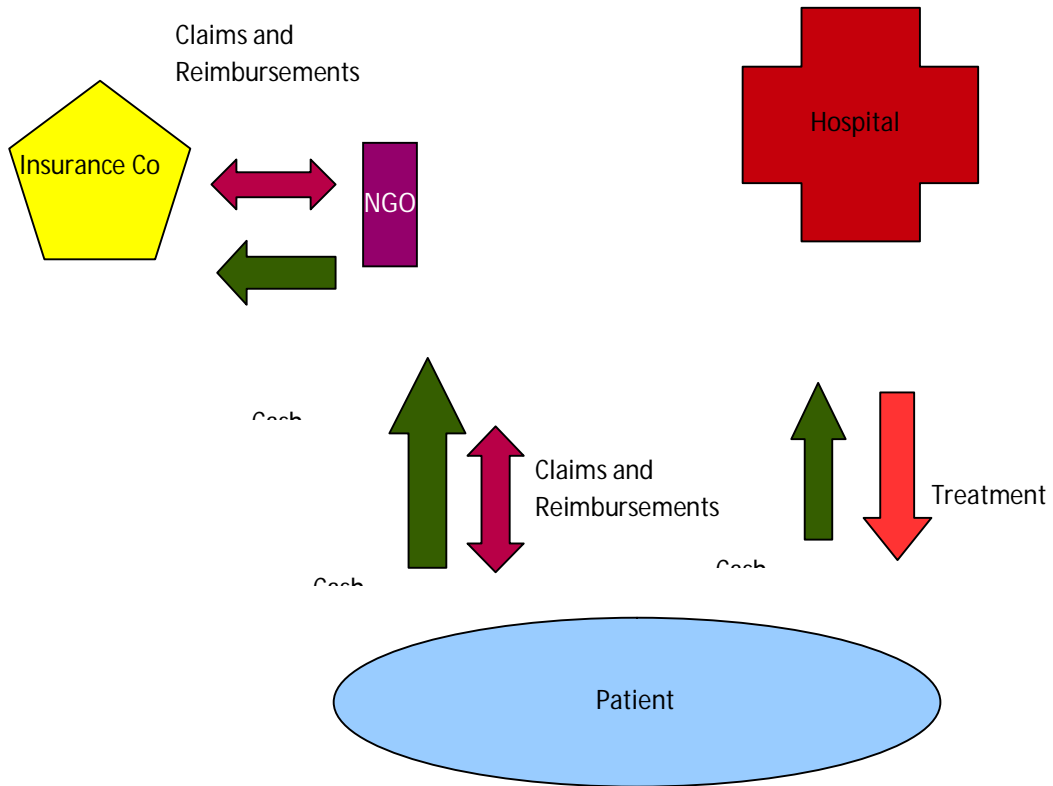 Claims and
Reimbursements
Insurance Co
NGO
Hospital
Claims and
Reimbursements
Treatment
Patient